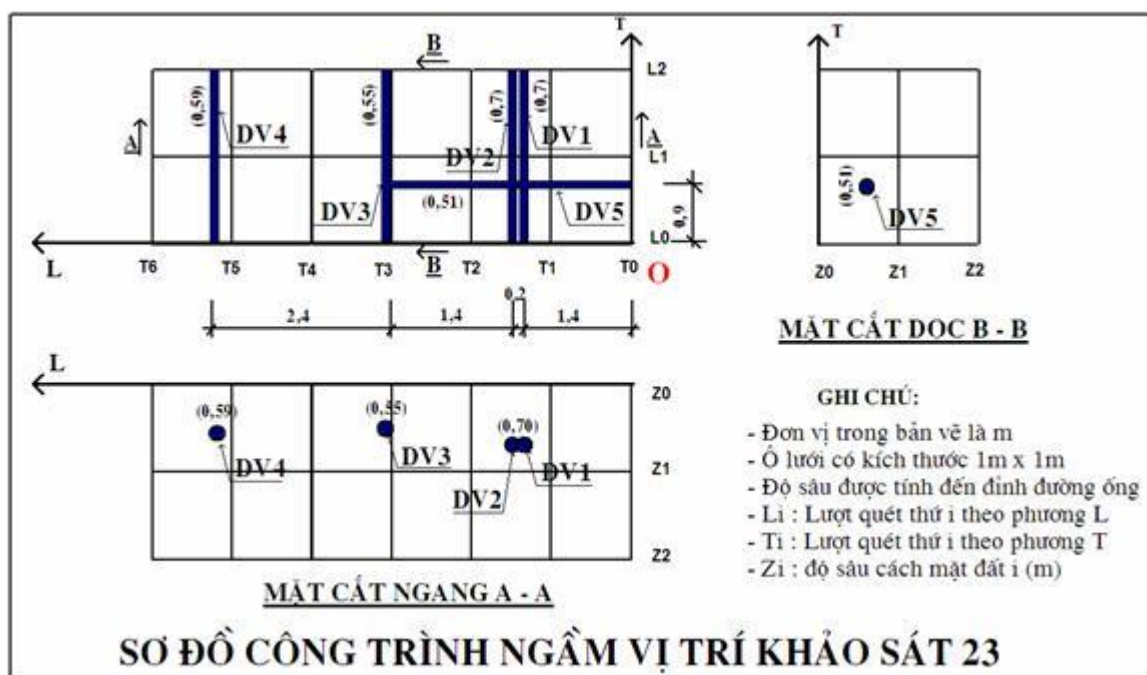 T
B
L2
(0,59)
(0,55)
(0,7)
(0,7)
A
DV4
DV2
DV1
A
L1
DV3
(0,51)
DV5
0,9
L0
L
T6
T5
T4
T3
B
T2
T1
T0
O
2,4
1,4
0,2
1,4
T
(0,51)
DV5
Z0
Z1
Z2
MẶT CẮT DỌC B - B
L
Z0
(0,59)
(0,55)
(0,70)
DV4
DV3
DV2
DV1
Z1
Z2
MẶT CẮT NGANG A - A
GHI CHÚ:
- Đơn vị trong bản vẽ là m
- Ô lưới có kích thước 1m x 1m
- Độ sâu được tính đến đỉnh đường ống
- Li : Lượt quét thứ i theo phương L
- Ti : Lượt quét thứ i theo phương T
- Zi : độ sâu cách mặt đất i (m)
SƠ ĐỒ CÔNG TRÌNH NGẦM VỊ TRÍ KHẢO SÁT 23